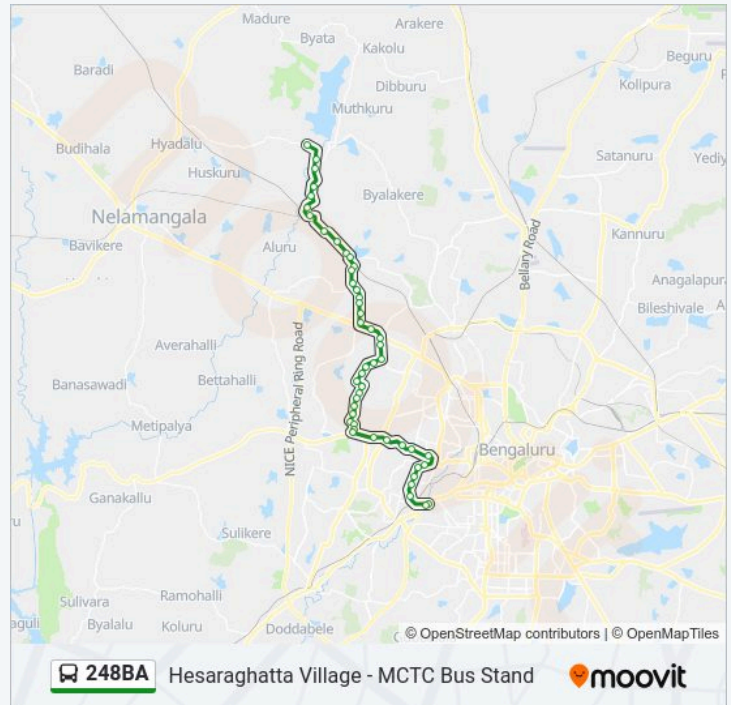 Arakere
Madure
Byata
Kakolu
Beguru
Baradi
Dibburu
Kolipura
Muthkuru
Budihala
Hyadalu
Satanuru
Yediy
Huskuru
Byalakere
Nelamangala
Kannuru
Bavikere
Aluru
Bellary Road
Anagalapura
Bileshivale
A
Averahalli
NICE Peripheral Ring Road
Banasawadi
Bettahalli
Metipalya
Bengaluru
Ganakallu
ru
Sulikere
Ramohalli
Sulivara
aguli
Byalalu
Koluru
Doddabele
© OpenStreetMap contributors | © OpenMapTiles
248BA Hesaraghatta Village - MCTC Bus Stand moovit